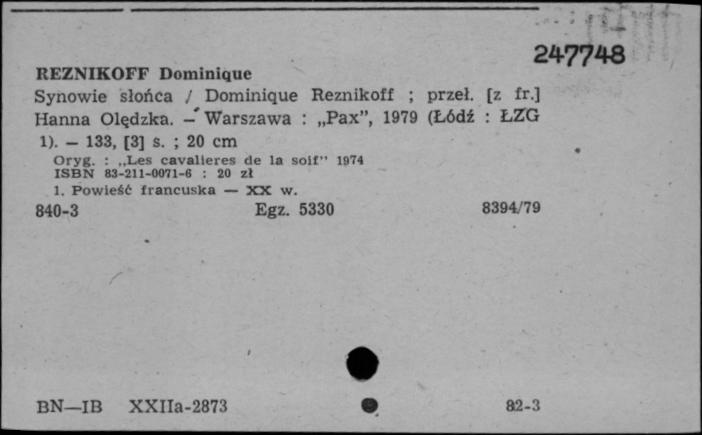 247748
REZNIKOFF Dominique
Synowie słońca / Dominique Reznikoff ; przeł. [z fr.]
Hanna Olędzka. — Warszawa : „Pax”, 1979 (Łódź : ŁZG
1). — 133, [3] s. ; 20 cm
Oryg. : „Les cavalieres de la soif” 1974
ISBN 83-211-0071-6 : 20 zł
1. Powieść francuska — XX w.
840-3 Egz. 5330 8394/79
BN—IB XXIIa-2873 82-3